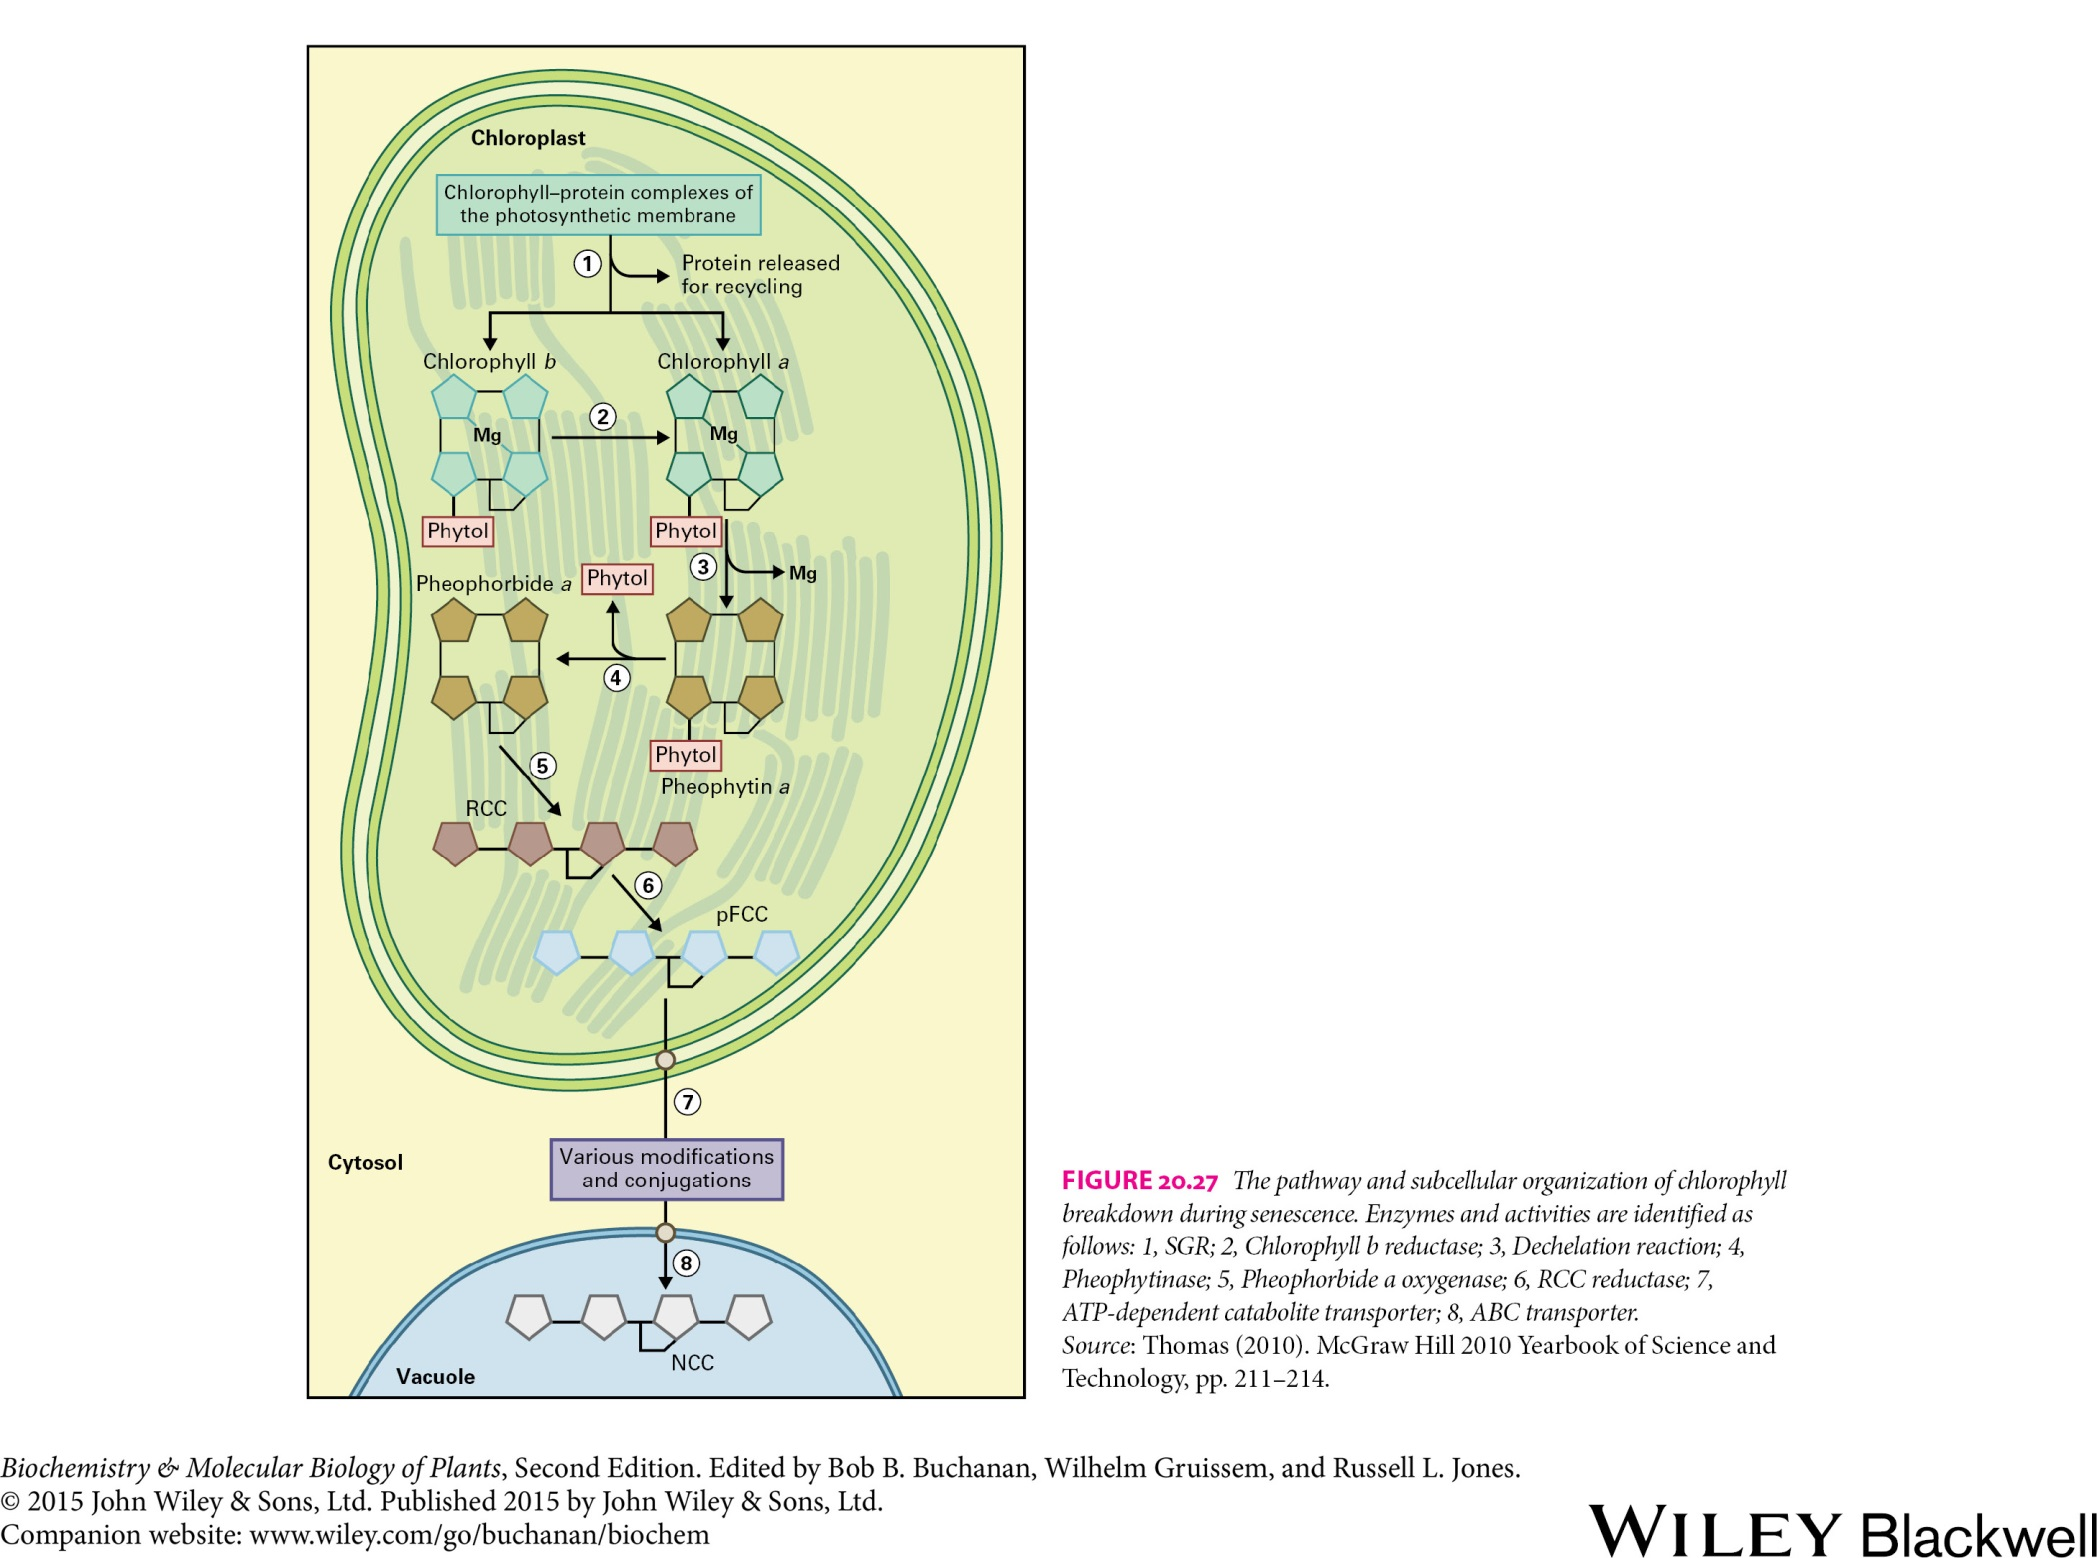 Chloroplast
Chlorophyll–protein complexes of
the photosynthetic membrane
1
Protein released
for recycling
Chlorophyll b
Chlorophyll a
Mg
2
Mg
Phytol
Phytol
3
Mg
Pheophorbide a
Phytol
4
Phytol
Pheophytin a
5
RCC
6
pFCC
7
Cytosol
Various modifications
and conjugations
8
NCC
Vacuole
FIGURE 20.27 The pathway and subcellular organization of chlorophyll
breakdown during senescence. Enzymes and activities are identified as
follows: 1, SGR; 2, Chlorophyll b reductase; 3, Dechelation reaction; 4,
Pheophytinase; 5, Pheophorbide a oxygenase; 6, RCC reductase; 7,
ATP-dependent catabolite transporter; 8, ABC transporter.
Source: Thomas (2010). McGraw Hill 2010 Yearbook of Science and
Technology, pp. 211–214.
Biochemistry & Molecular Biology of Plants, Second Edition. Edited by Bob B. Buchanan, Wilhelm Gruissem, and Russell L. Jones.
© 2015 John Wiley & Sons, Ltd. Published 2015 by John Wiley & Sons, Ltd.
Companion website: www.wiley.com/go/buchanan/biochem
WILEY Blackwell